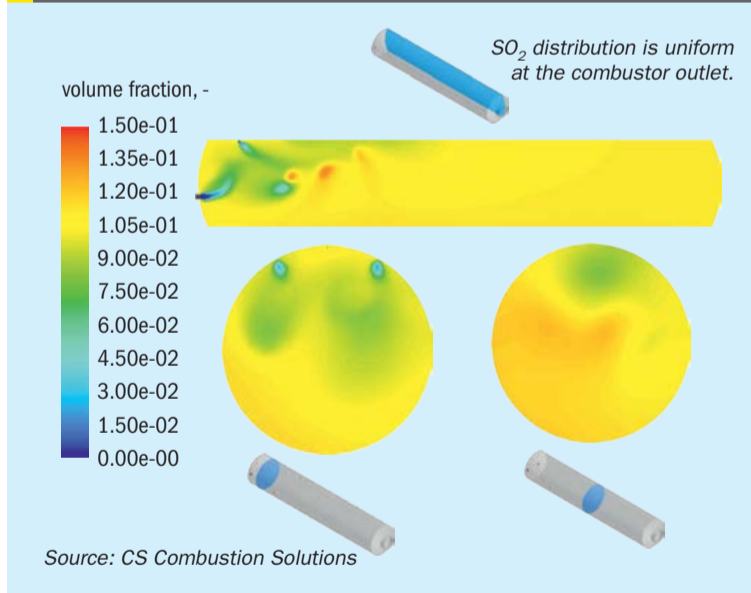 SO₂ distribution is uniform
at the combustor outlet.
volume fraction, -
1.50e-01
1.35e-01
1.20e-01
1.05e-01
9.00e-02
7.50e-02
6.00e-02
4.50e-02
3.00e-02
1.50e-02
0.00e-00
Source: CS Combustion Solutions